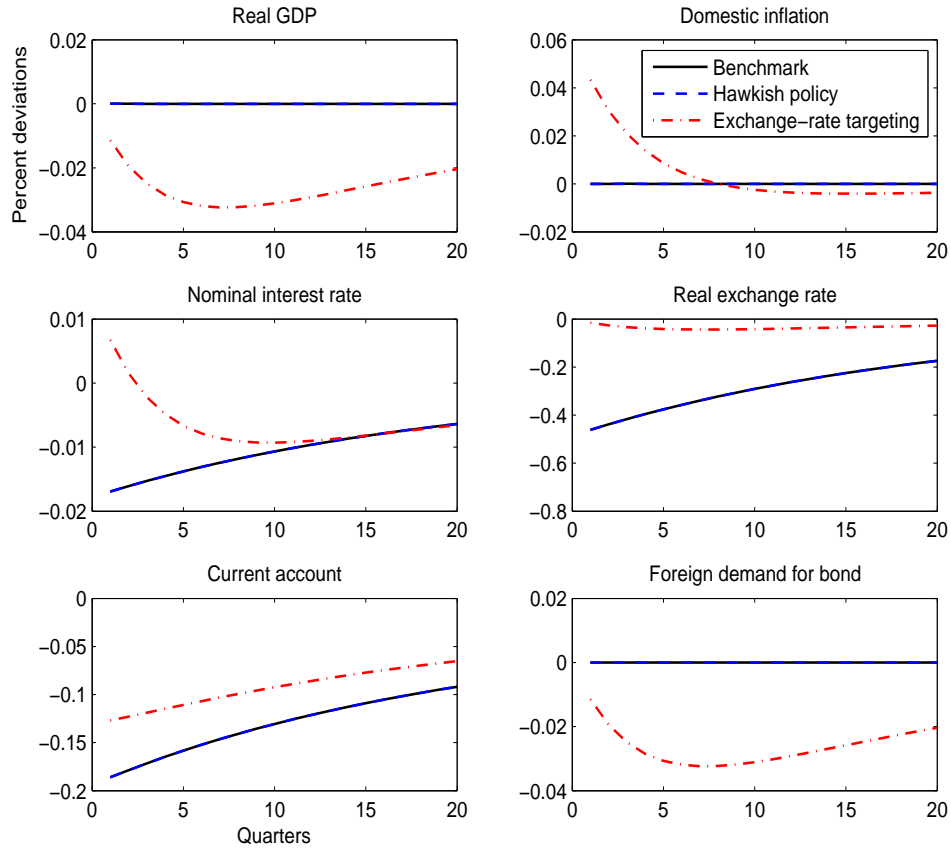 Real GDP
Domestic inflation
Percent deviations
0.02
0
−0.02
−0.04
0 5 10 15 20
0.06
0.04
0.02
0
−0.02
0 5 10 15 20
Benchmark
Hawkish policy
Exchange−rate targeting
Nominal interest rate
Real exchange rate
0.01
0
−0.01
−0.02
0 5 10 15 20
0
−0.2
−0.4
−0.6
−0.8
0 5 10 15 20
Current account
Foreign demand for bond
0
−0.05
−0.1
−0.15
−0.2
0 5 10 15 20
Quarters
0.02
0
−0.02
−0.04
0 5 10 15 20